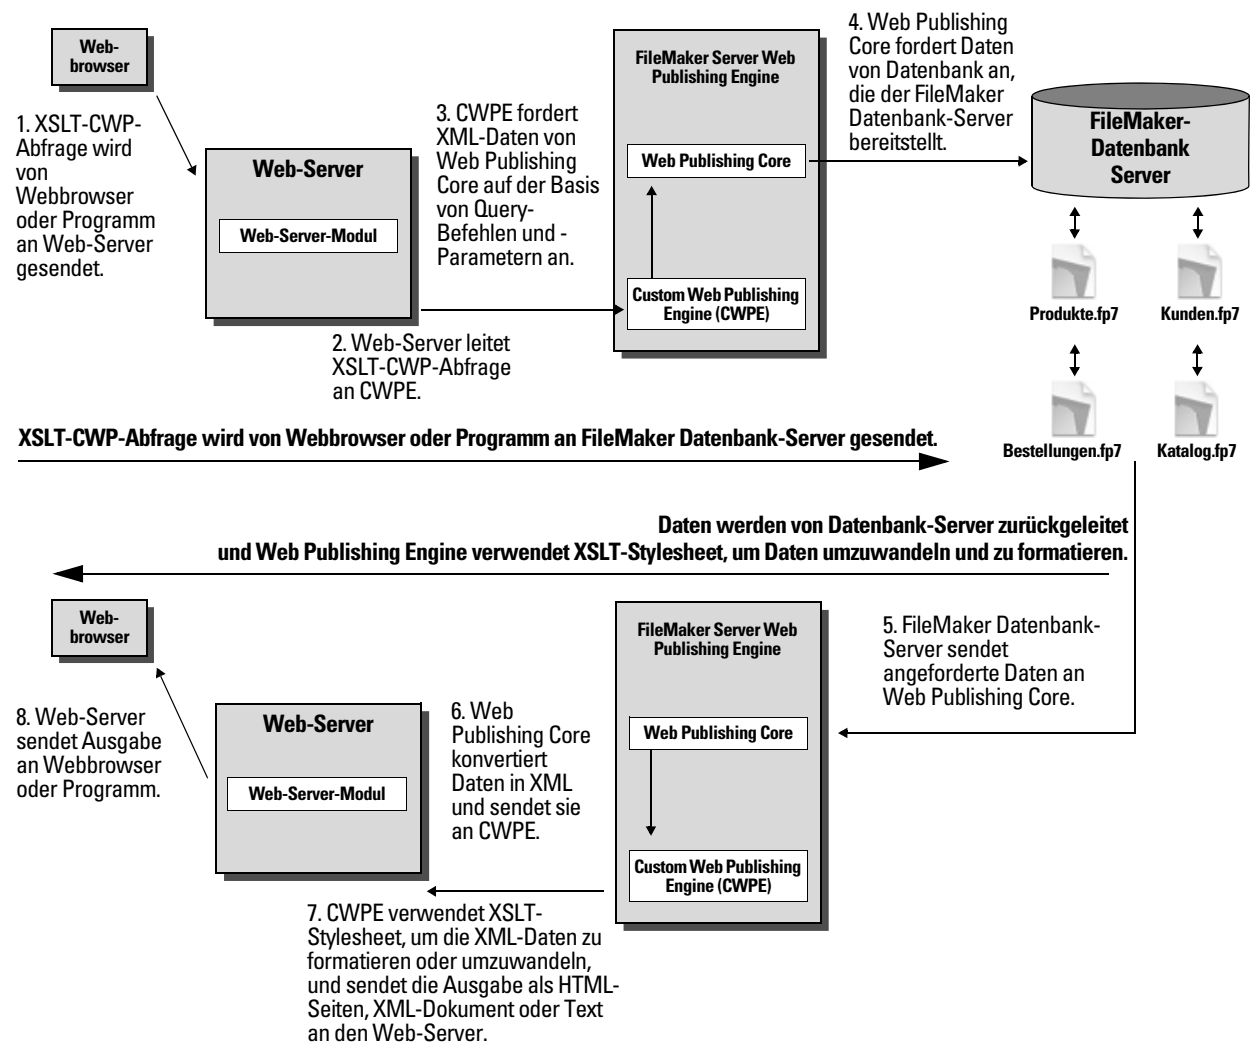 Web-
browser
1. XSLT-CWP-
Abfrage wird
von
Webbrowser
oder Programm
an Web-Server
gesendet.
Web-Server
Web-Server-Modul
2. Web-Server leitet
XSLT-CWP-Abfrage
an CWPE.
3. CWPE fordert
XML-Daten von
Web Publishing
Core auf der Basis
von Query-
Befehlen und -
Parametern an.
FileMaker Server Web
Publishing Engine
Web Publishing Core
Custom Web Publishing
Engine (CWPE)
4. Web Publishing
Core fordert Daten
von Datenbank an,
die der FileMaker
Datenbank-Server
bereitstellt.
FileMaker-
Datenbank
Server
Produkte.fp7
Kunden.fp7
Bestellungen.fp7
Katalog.fp7
XSLT-CWP-Abfrage wird von Webbrowser oder Programm an FileMaker Datenbank-Server gesendet.
Daten werden von Datenbank-Server zurückgeleitet
und Web Publishing Engine verwendet XSLT-Stylesheet, um Daten umzuwandeln und zu formatieren.
5. FileMaker Datenbank-
Server sendet
angeforderte Daten an
Web Publishing Core.
FileMaker Server Web
Publishing Engine
Web Publishing Core
Custom Web Publishing
Engine (CWPE)
6. Web
Publishing Core
konvertiert
Daten in XML
und sendet sie
an CWPE.
7. CWPE verwendet XSLT-
Stylesheet, um die XML-Daten zu
formatieren oder umzuwandeln,
und sendet die Ausgabe als HTML-
Seiten, XML-Dokument oder Text
an den Web-Server.
Web-Server
Web-Server-Modul
8. Web-Server
sendet Ausgabe
an Webbrowser
oder Programm.
Web-
browser